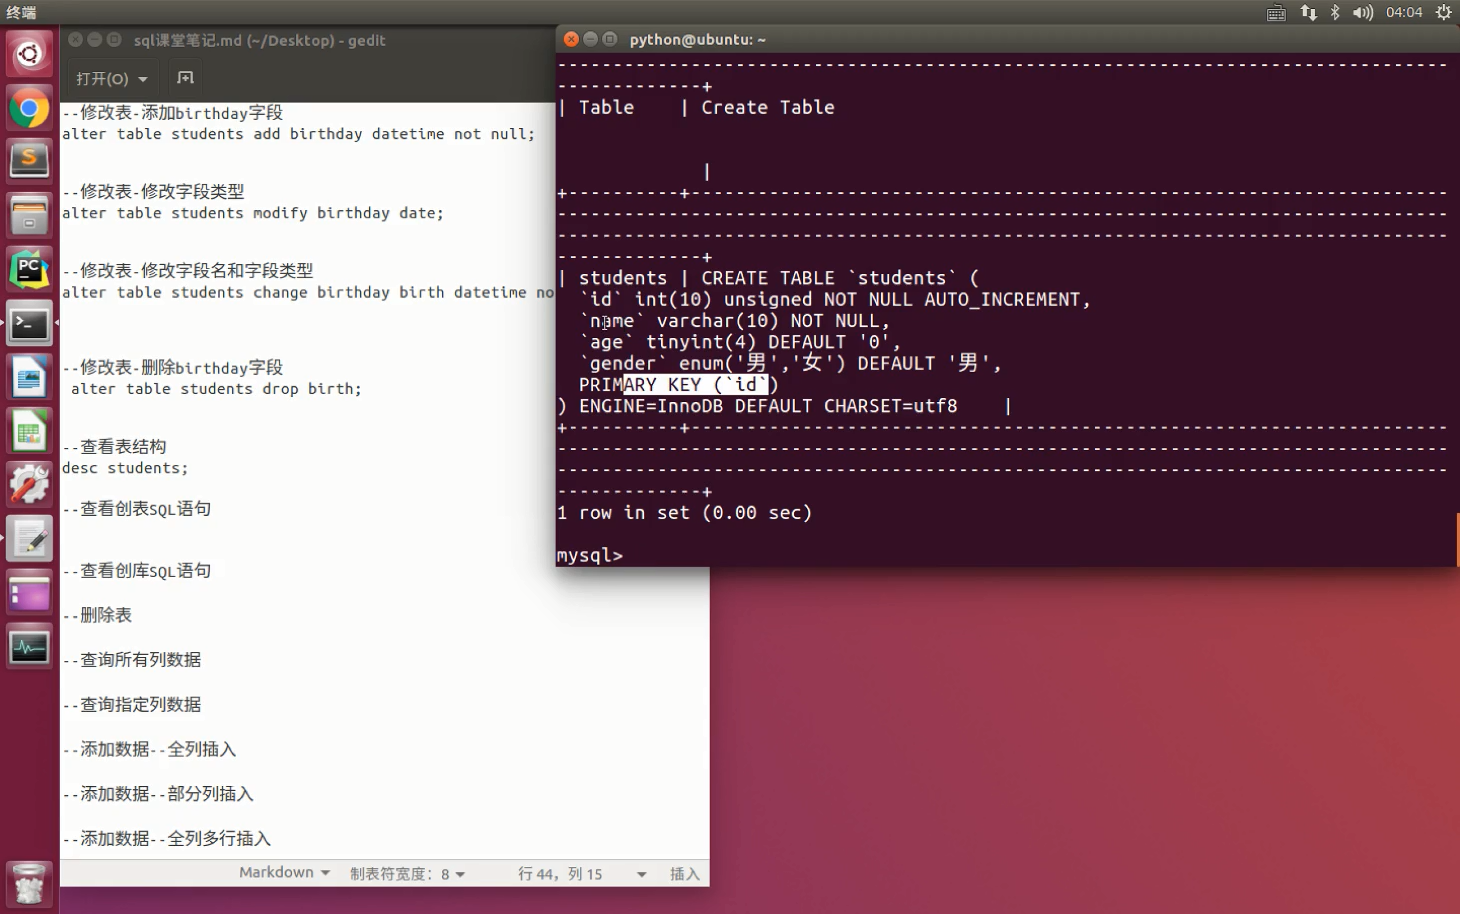 终端
04:04
sql课堂笔记.md (~/Desktop) - gedit
打开(O)
--修改表-添加birthday字段
alter table students add birthday datetime not null;
--修改表-修改字段类型
alter table students modify birthday date;
--修改表-修改字段名和字段类型
alter table students change birthday birth datetime no
--修改表-删除birthday字段
alter table students drop birth;
--查看表结构
desc students;
--查看创表SQL语句
--查看创库SQL语句
--删除表
--查询所有列数据
--查询指定列数据
--添加数据--全列插入
--添加数据--部分列插入
--添加数据--全列多行插入
Markdown 制表符宽度: 8 行 44, 列 15 插入
python@ubuntu: ~
| Table | Create Table
|
| students | CREATE TABLE `students` (
`id` int(10) unsigned NOT NULL AUTO_INCREMENT,
`name` varchar(10) NOT NULL,
`age` tinyint(4) DEFAULT '0',
`gender` enum('男','女') DEFAULT '男',
PRIMARY KEY (`id`)
) ENGINE=InnoDB DEFAULT CHARSET=utf8 |
1 row in set (0.00 sec)
mysql>